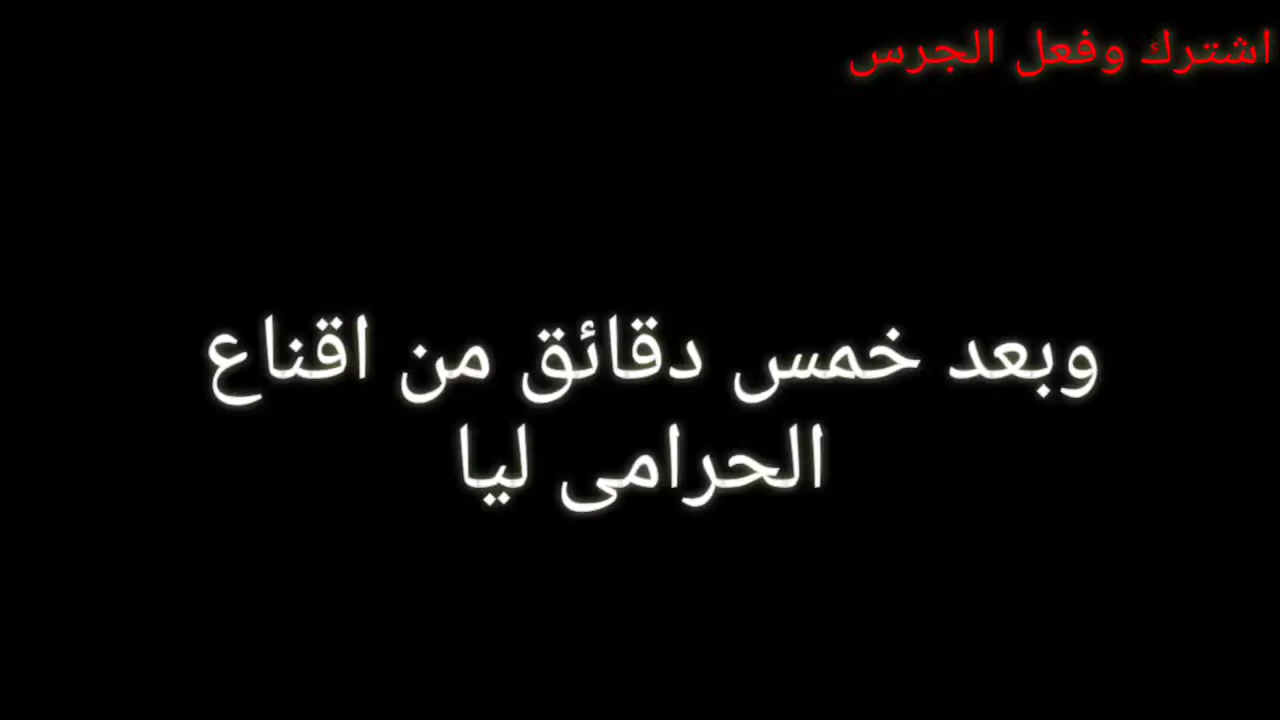 اشترك وفعل الجرس
وبعد خمس دقائق من اقناع
الحرامى ليا